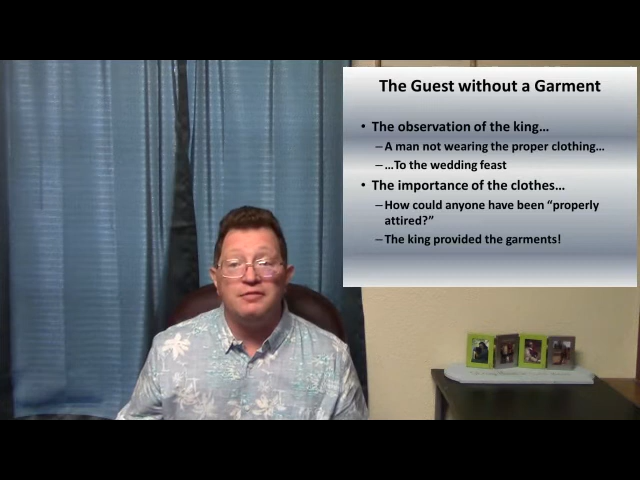 The Guest without a Garment
• The observation of the king…
–A man not wearing the proper clothing…
–…To the wedding feast
• The importance of the clothes…
–How could anyone have been “properly
attired?”
–The king provided the garments!